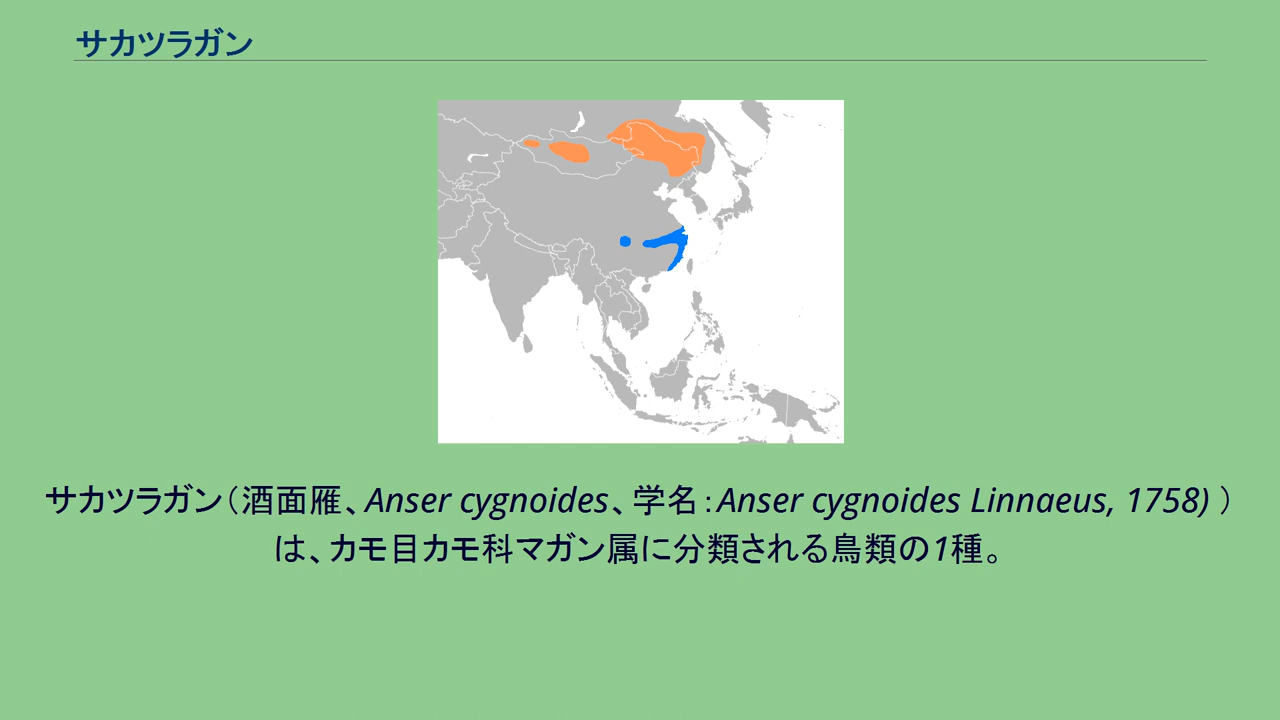 サカツラガン
サカツラガン（酒面雁、Anser cygnoides、学名：Anser cygnoides Linnaeus, 1758) ）
は、カモ目カモ科マガン属に分類される鳥類の1種。